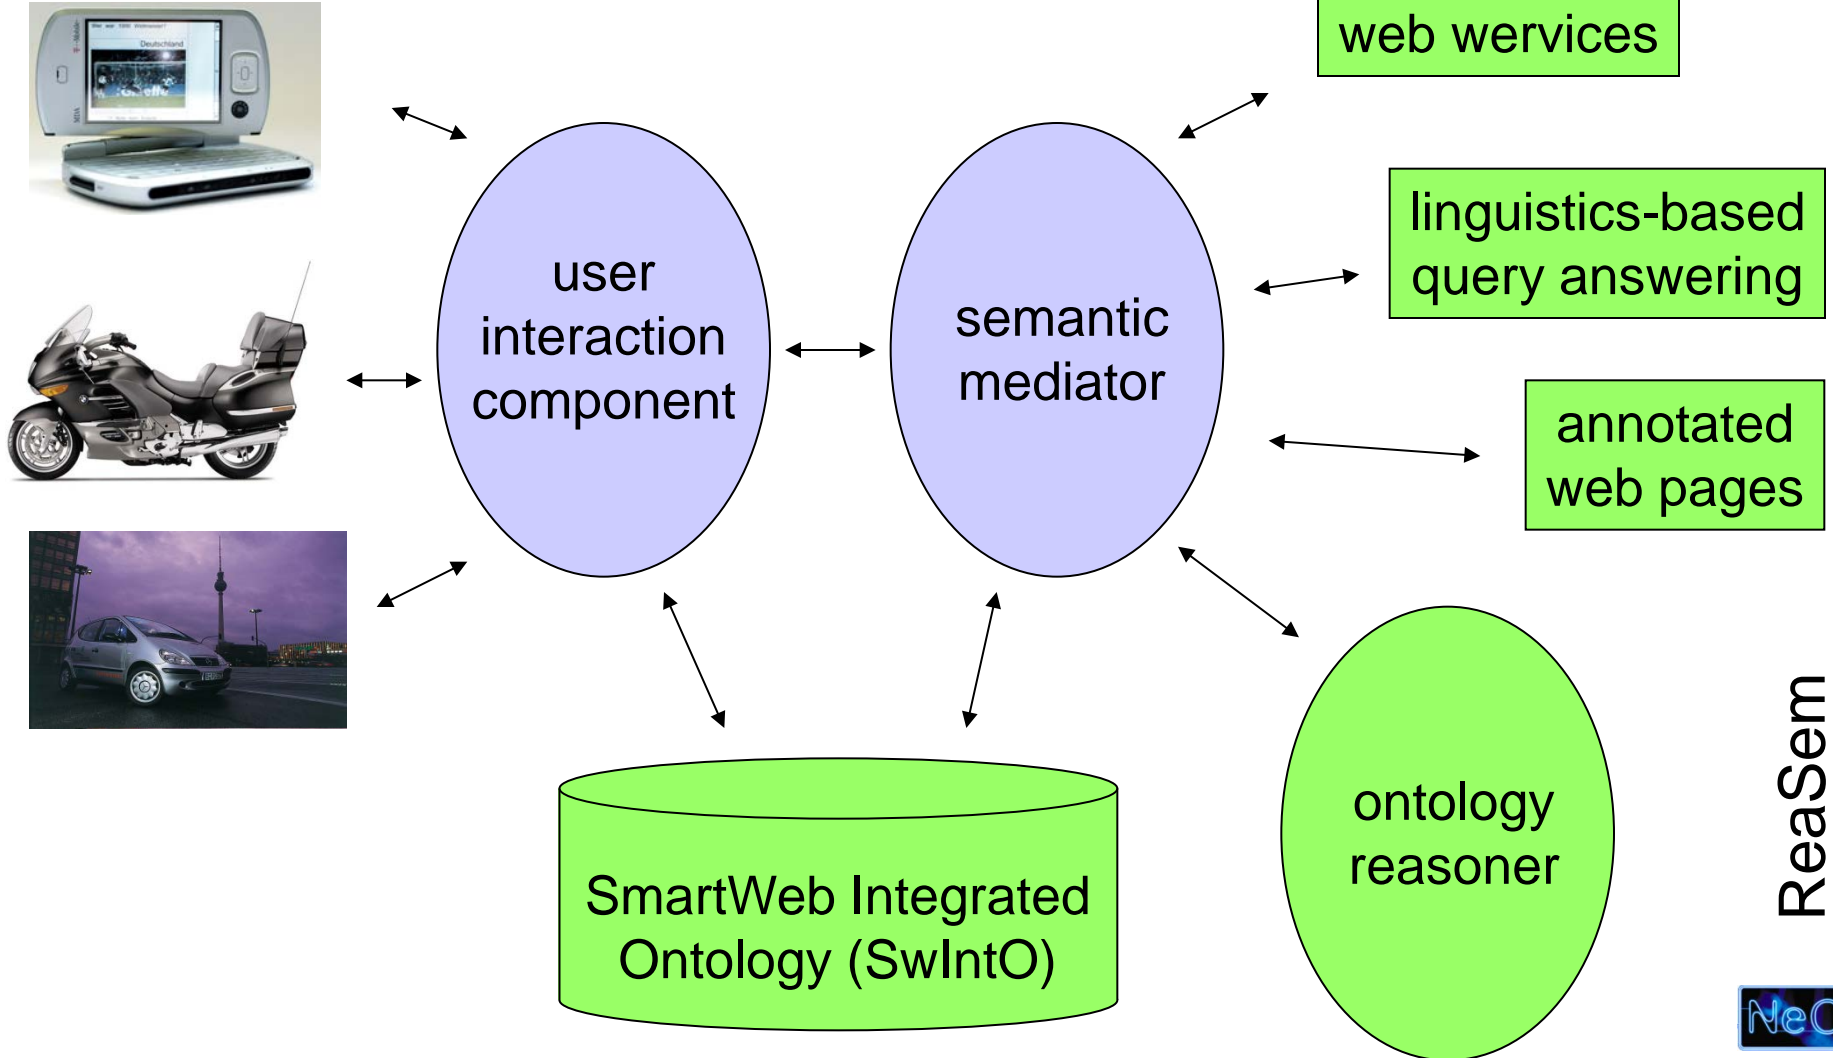 web wervices
Deutschland
linguistics-based
query answering
user
interaction
component
semantic
mediator
annotated
web pages
ontology
reasoner
SmartWeb Integrated
Ontology (SwIntO)
ReaSem